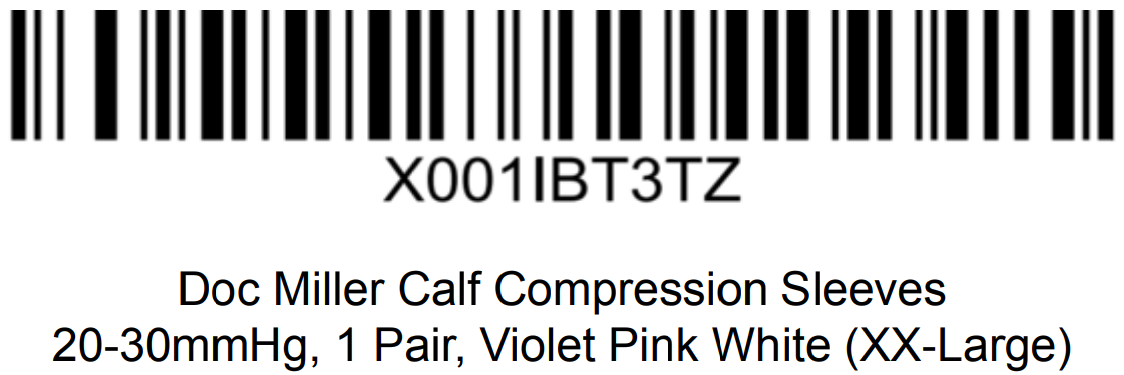 X001IBT3TZ
Doc Miller Calf Compression Sleeves
20-30mmHg, 1 Pair, Violet Pink White (XX-Large)